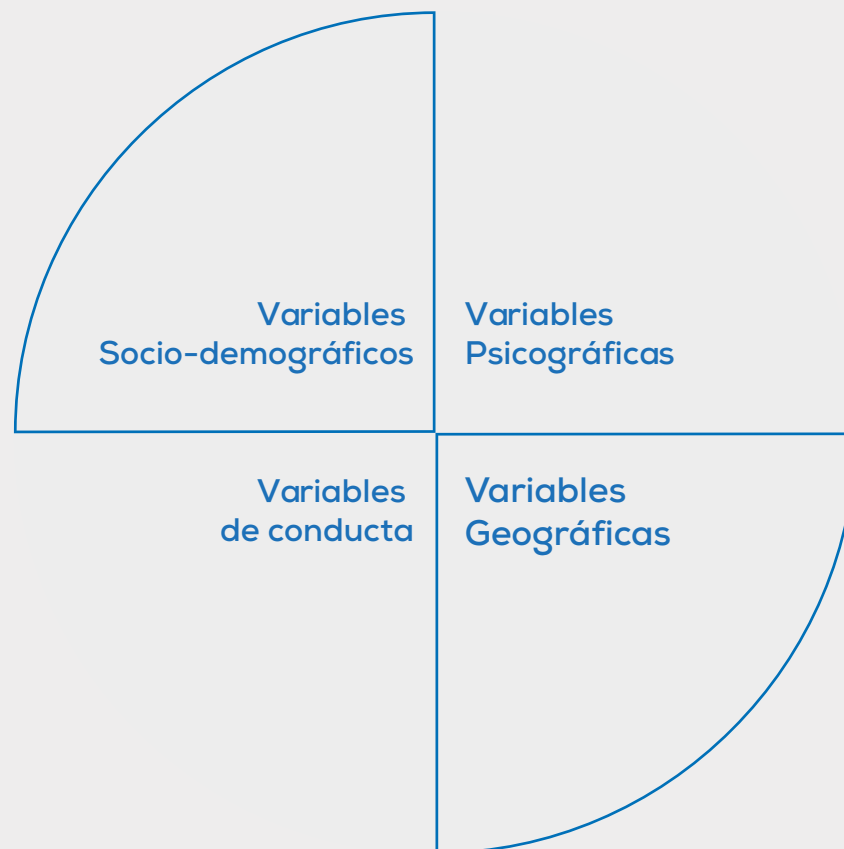 Variables
Socio-demográficos
Variables
Psicográficas
Variables
de conducta
Variables
Geográficas